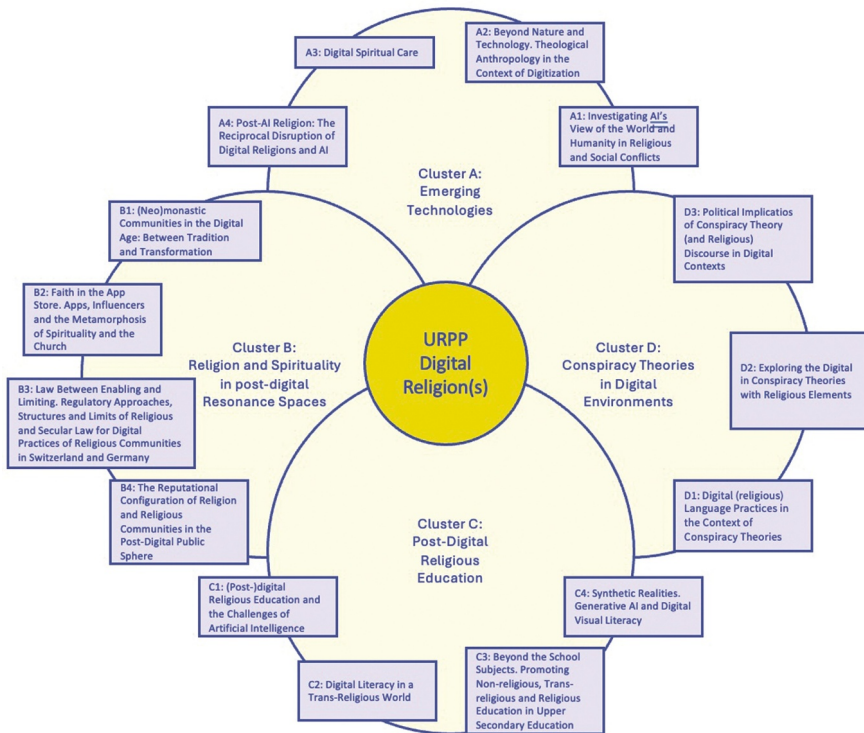 A2: Beyond Nature and
Technology. Theological
Anthropology in the
Context of Digitization
A3: Digital Spiritual Care
A4: Post-AI Religion: The
Reciprocal Disruption of
Digital Religions and AI
A1: Investigating AI's
View of the World and
Humanity in Religious
and Social Conflicts
Cluster A:
Emerging
Technologies
B1: (Neo)monastic
Communities in the Digital
Age: Between Tradition
and Transformation
D3: Political Implicatios of
Conspiracy Theory
(and Religious)
Discourse in Digital
Contexts
B2: Faith in the App
Store. Apps, Influencers
and the Metamorphosis
of Spirituality and the
Church
Cluster B:
Religion and Spirituality
in post-digital
Resonance Spaces
URPP
Digital
Religion(s)
Cluster D:
Conspiracy Theories
in Digital
Environments
D2: Exploring the Digital
in Conspiracy Theories
with Religious Elements
B3: Law Between Enabling and
Limiting. Regulatory Approaches,
Structures and Limits of Religious
and Secular Law for Digital
Practices of Religious Communities
in Switzerland and Germany
B4: The Reputational
Configuration of Religion
and Religious
Communities in the
Post-Digital Public
Sphere
D1: Digital (religious)
Language Practices in
the Context of
Conspiracy Theories
Cluster C:
Post-Digital
Religious
Education
C1: (Post-)digital
Religious Education and
the Challenges of
Artificial Intelligence
C4: Synthetic Realities.
Generative AI and Digital
Visual Literacy
C2: Digital Literacy in a
Trans-Religious World
C3: Beyond the School
Subjects. Promoting
Non-religious, Trans-
religious and Religious
Education in Upper
Secondary Education